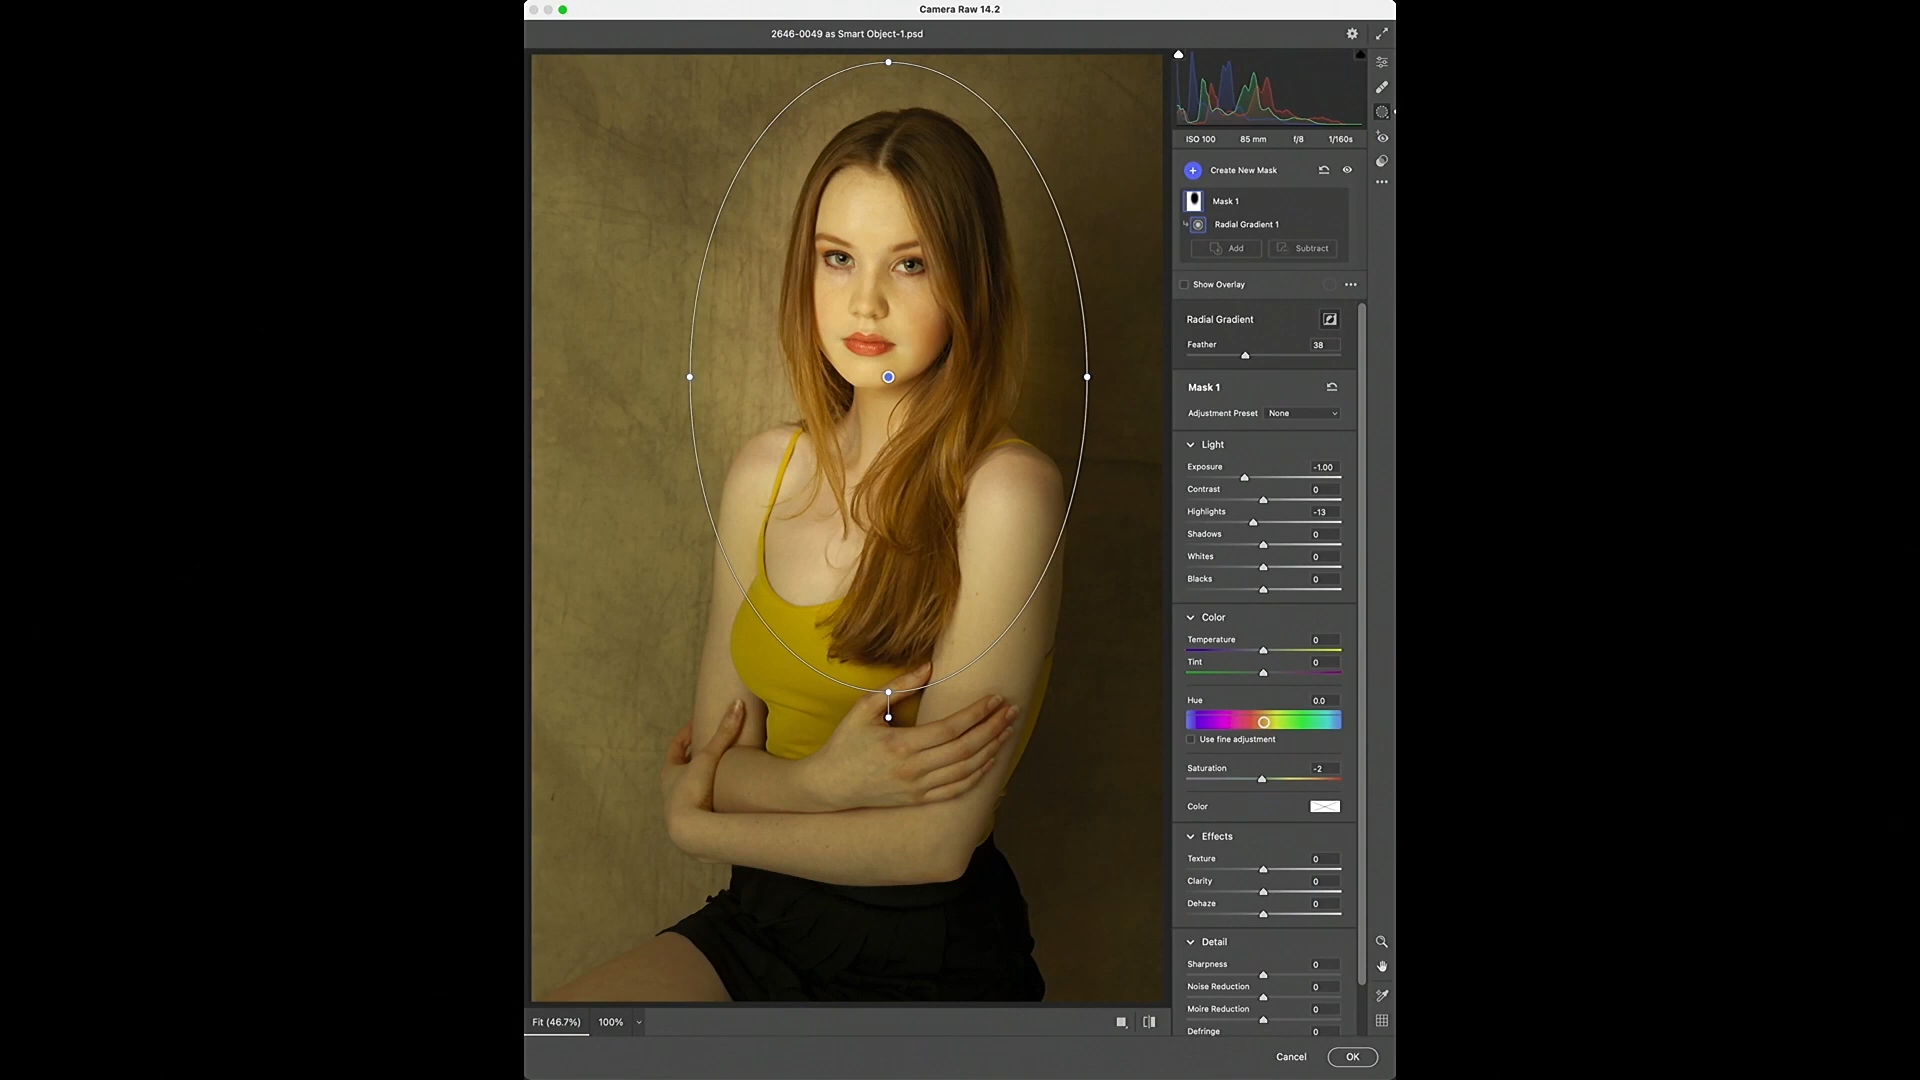 Camera Raw 14.2
2646-0049 as Smart Object-1.psd
ISO 100 85 mm f/8 1/160s
Create New Mask
Mask 1
Radial Gradient 1
Add Subtract
Show Overlay
Radial Gradient
Feather 38
Mask 1
Adjustment Preset None
Light
Exposure -1.00
Contrast 0
Highlights -13
Shadows 0
Whites 0
Blacks 0
Color
Temperature 0
Tint 0
Hue 0.0
Use fine adjustment
Saturation -2
Color
Effects
Texture 0
Clarity 0
Dehaze 0
Detail
Sharpness 0
Noise Reduction 0
Moire Reduction 0
Defringe 0
Fit (46.7%) 100%
Cancel OK